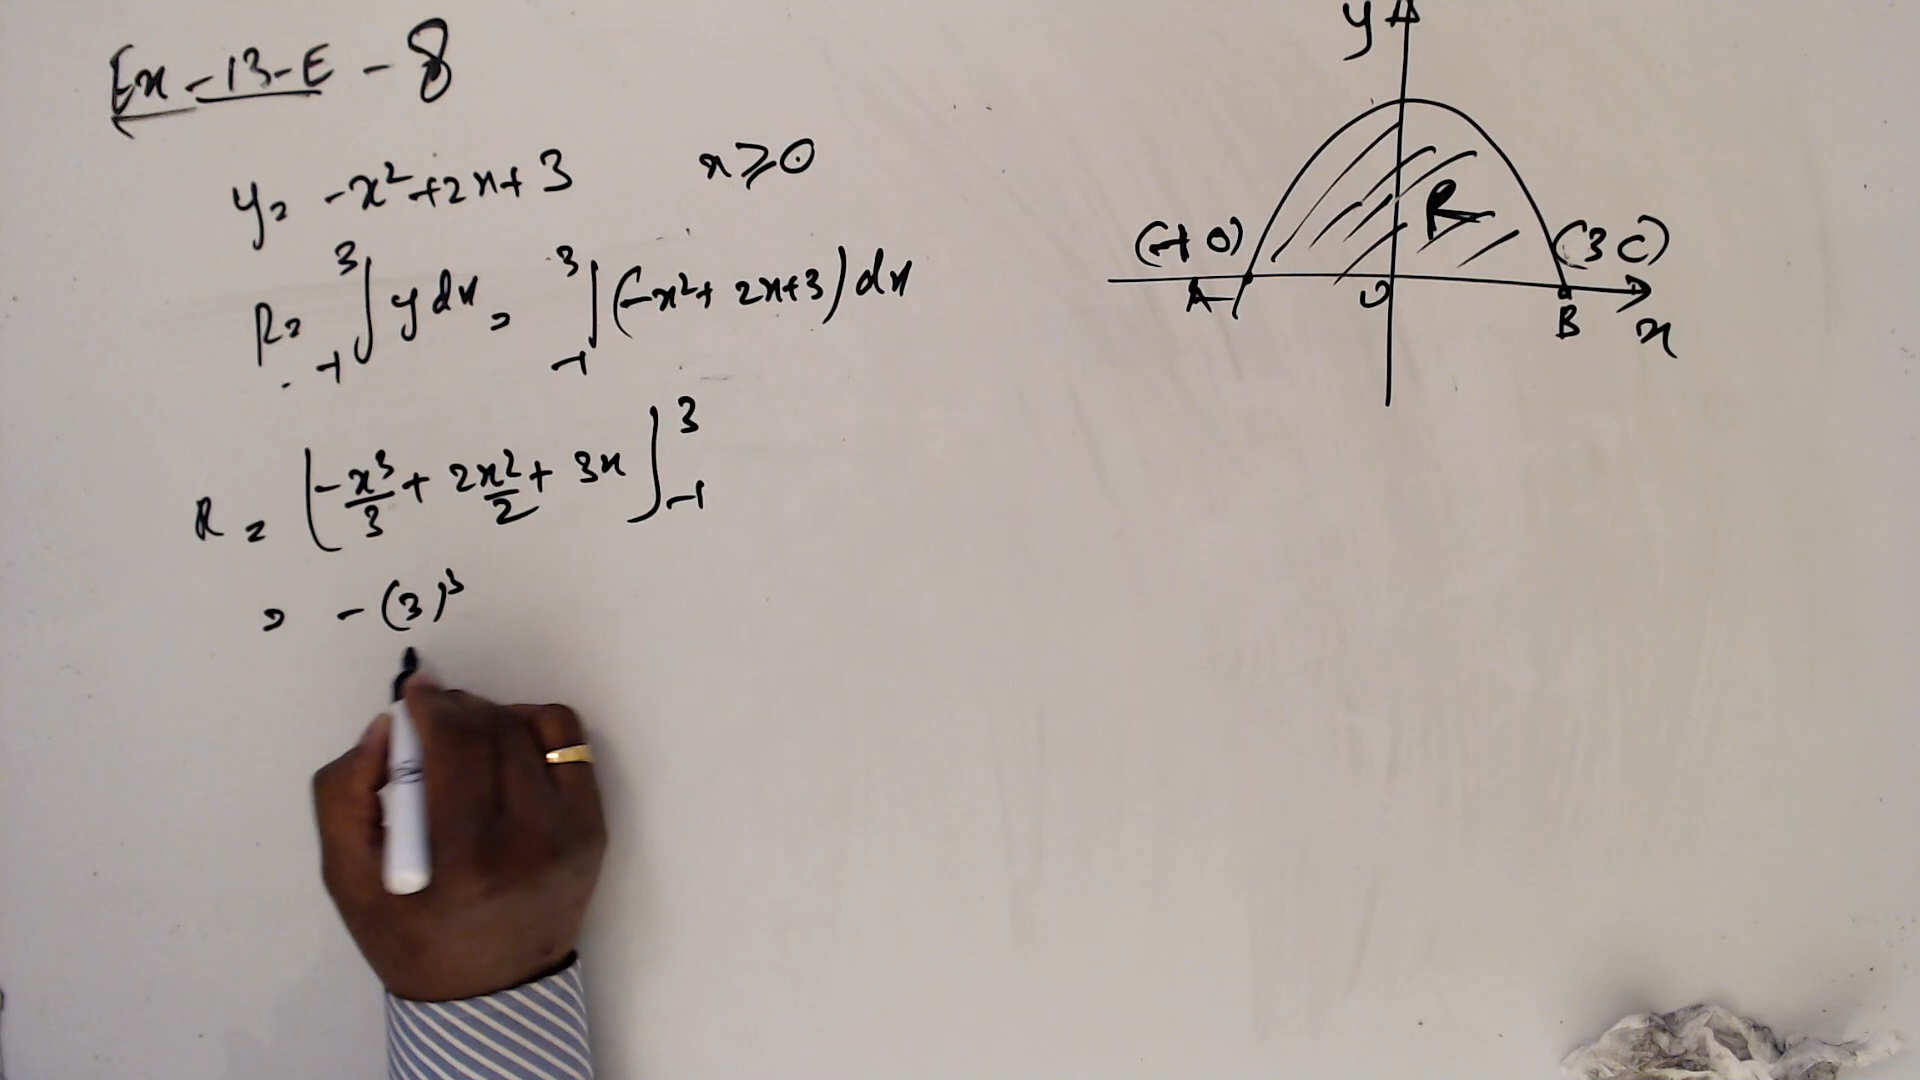 Ex-13-E - 8
y = -x²+2x+3 x⩾0
R = ∫₋₁³ y dx = ∫₋₁³ (-x²+2x+3) dx
R = [-x³/3 + 2x²/2 + 3x]₋₁³
= -(3)³
y
R
(-1 0)
(3 0)
A
O
B
x